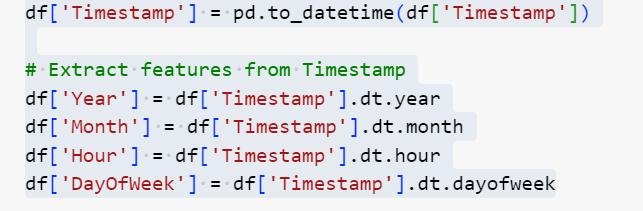 df['Timestamp'] = pd.to_datetime(df['Timestamp'])
# Extract features from Timestamp
df['Year'] = df['Timestamp'].dt.year
df['Month'] = df['Timestamp'].dt.month
df['Hour'] = df['Timestamp'].dt.hour
df['DayOfWeek'] = df['Timestamp'].dt.dayofweek